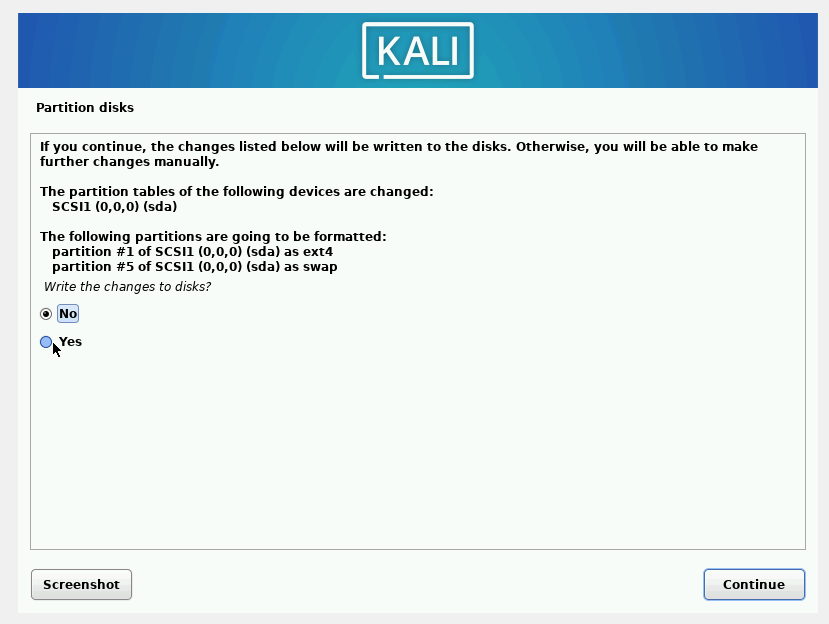 KALI
Partition disks
If you continue, the changes listed below will be written to the disks. Otherwise, you will be able to make
further changes manually.
The partition tables of the following devices are changed:
SCSI1 (0,0,0) (sda)
The following partitions are going to be formatted:
partition #1 of SCSI1 (0,0,0) (sda) as ext4
partition #5 of SCSI1 (0,0,0) (sda) as swap
Write the changes to disks?
No
Yes
Screenshot
Continue